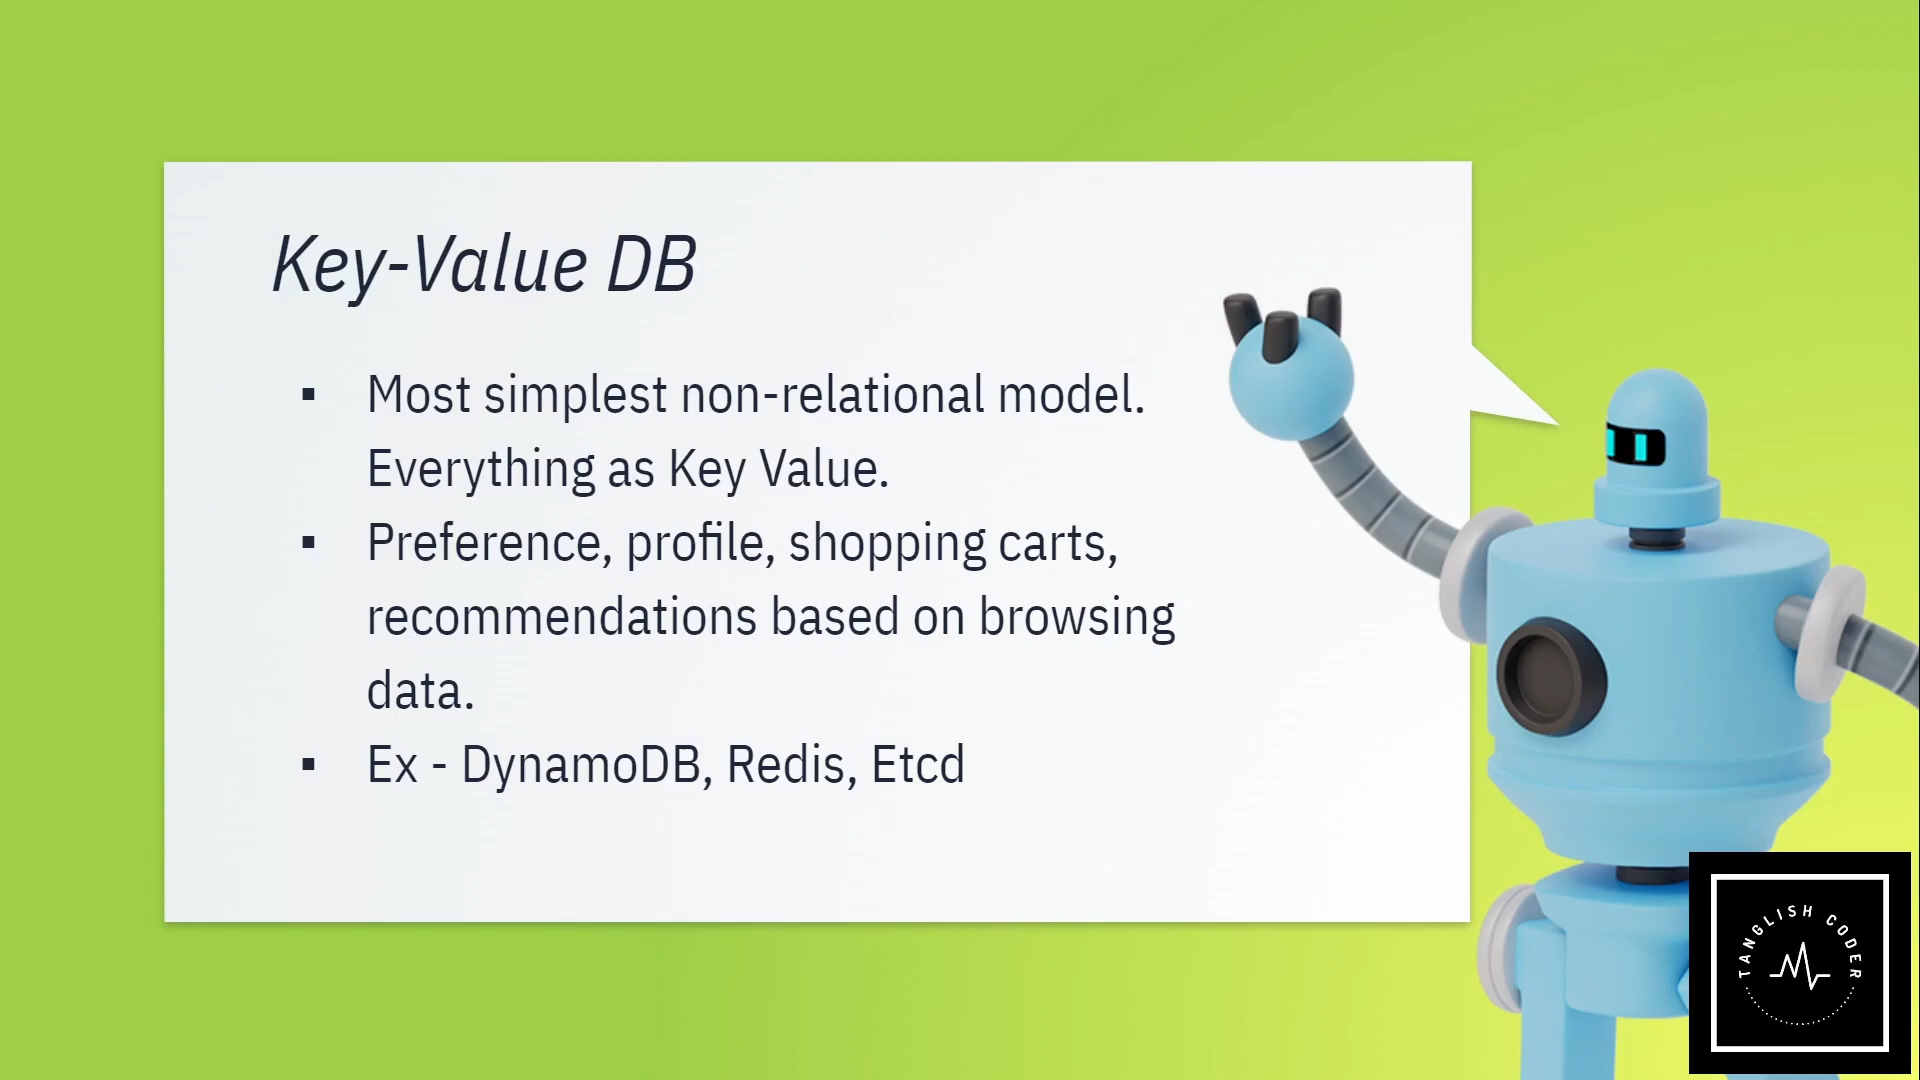 Key-Value DB
▪ Most simplest non-relational model.
Everything as Key Value.
▪ Preference, profile, shopping carts,
recommendations based on browsing
data.
▪ Ex - DynamoDB, Redis, Etcd
TANGLISH CODER